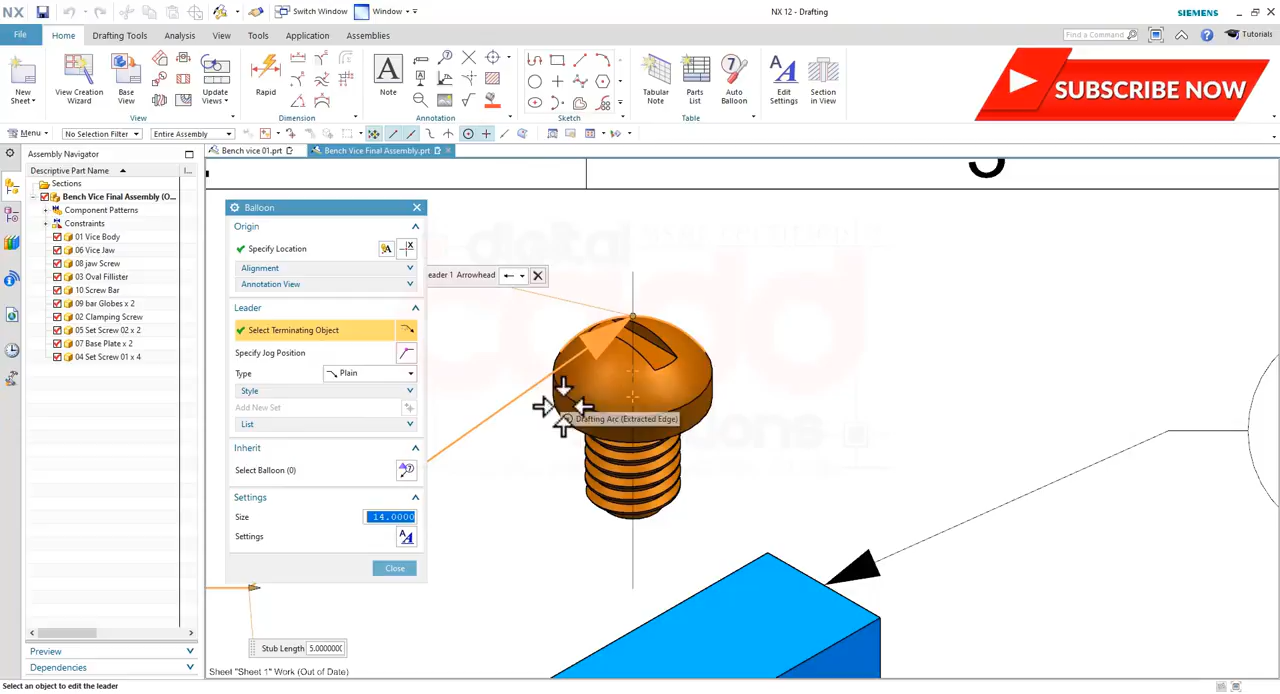 NX
Switch Window
Window
NX 12 - Drafting
SIEMENS
File
Home
Drafting Tools
Analysis
View
Tools
Application
Assemblies
Find a Command
Tutorials
New Sheet
View Creation Wizard
Base View
Update Views
View
Rapid
Dimension
Note
Annotation
Sketch
Tabular Note
Parts List
Auto Balloon
Table
Edit Settings
Section in View
SUBSCRIBE NOW
Menu
No Selection Filter
Entire Assembly
Assembly Navigator
Bench vice 01.prt
Bench Vice Final Assembly.prt
Descriptive Part Name
Sections
Bench Vice Final Assembly (O...
Component Patterns
Constraints
01 Vice Body
06 Vice Jaw
08 jaw Screw
03 Oval Fillister
10 Screw Bar
09 bar Globes x 2
02 Clamping Screw
05 Set Screw 02 x 2
07 Base Plate x 2
04 Set Screw 01 x 4
Preview
Dependencies
Balloon
Origin
Specify Location
Alignment
Annotation View
Leader
Select Terminating Object
Specify Jog Position
Type
Plain
Style
Add New Set
List
Inherit
Select Balloon (0)
Settings
Size
14.0000
Settings
Close
eader 1 Arrowhead
Drafting Arc (Extracted Edge)
Stub Length
5.000000(
Sheet "Sheet 1" Work (Out of Date)
Select an object to edit the leader